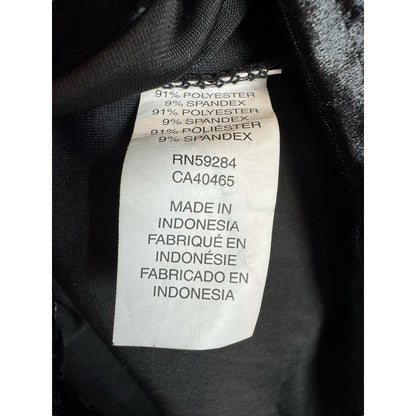 91% POLYESTER
9% SPANDEX
91% POLYESTER
9% SPANDEX
91% POLIÉSTER
9% SPANDEX
RN59284
CA40465
MADE IN
INDONESIA
FABRIQUÉ EN
INDONÉSIE
FABRICADO EN
INDONESIA